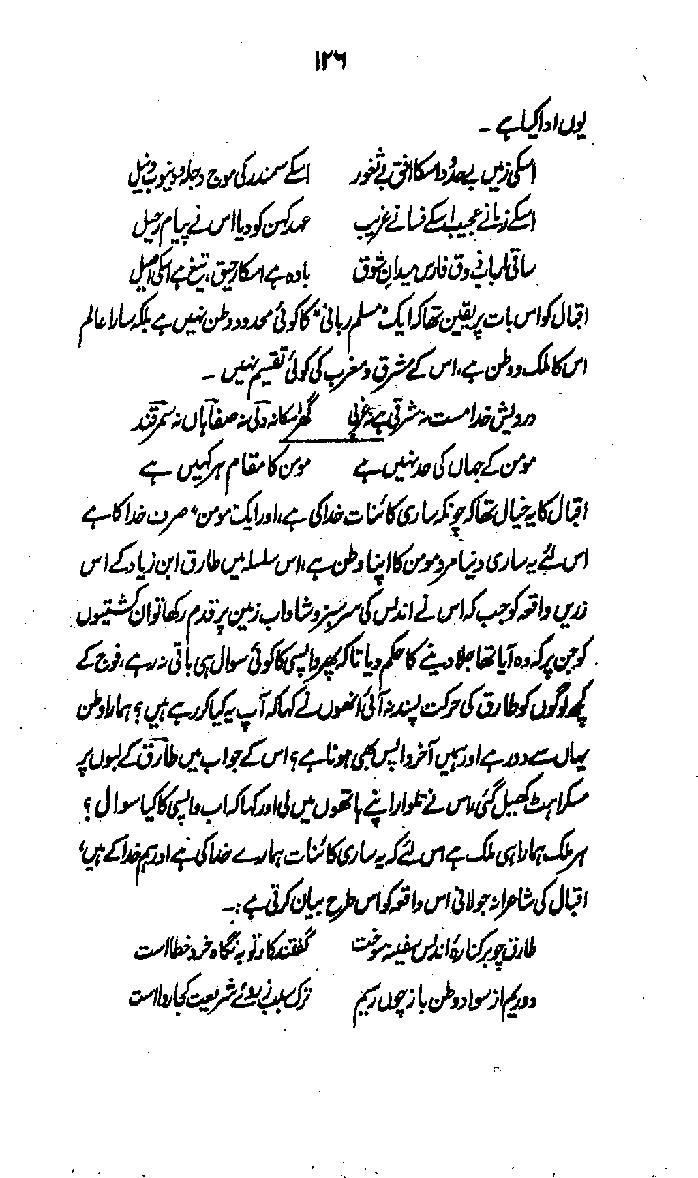 ۱۲۶
یوں ادا کیا ہے ۔
اسکی زمیں بے حدود اسکا افق بے ثغور اسکے سمندر کی موج دجلہ و دینوب و نیل
اسکے زمانے عجیب اسکے فسانے غریب عہد کہن کو دیا اس نے پیام رحیل
ساقی ارباب ذوق فارس میدان شوق بادہ ہے اسکا رحیق، تیغ ہے اسکی اصیل
اقبال کو اس بات پر یقین تھا کہ ایک "مسلم ربانی" کا کوئی محدود وطن نہیں ہے بلکہ سارا عالم
اس کا ملک و وطن ہے، اس کے مشرق و مغرب کی کوئی تقسیم نہیں ۔
درویش خدا مست نہ شرقی ہے نہ غربی گھر اسکا نہ دلی نہ صفاہاں نہ سمرقند
مومن کے جہاں کی حد نہیں ہے مومن کا مقام ہر کہیں ہے
اقبال کا یہ خیال تھا کہ چونکہ ساری کائنات خدا کی ہے، اور ایک مومن" صرف خدا کا ہے
اس لئے یہ ساری دنیا مرد مومن کا اپنا وطن ہے، اس سلسلہ میں طارق ابن زیاد کے اس
زریں واقعہ کو جب کہ اس نے اندلس کی سرسبز و شاداب زمین پر قدم رکھا تو ان کشتیوں
کو جن پر کہ وہ آیا تھا جلا دینے کا حکم دیا تا کہ پھر واپسی کا کوئی سوال ہی باقی نہ رہے، فوج کے
کچھ لوگوں کو طارق کی حرکت پسند نہ آئی انھوں نے کہا کہ آپ یہ کیا کر رہے ہیں؟ ہمارا وطن
یہاں سے دور ہے اور ہمیں آخر واپس بھی ہونا ہے؟ اس کے جواب میں طارق کے لبوں پر
مسکراہٹ کھیل گئی، اس نے تلوار اپنے ہاتھوں میں لی اور کہا کہ اب واپسی کا کیا سوال؟
ہر ملک ہمارا ہی ملک ہے اس لئے کہ یہ ساری کائنات ہمارے خدا کی ہے اور ہم خدا کے ہیں'
اقبال کی شاعرانہ جولانی اس واقعہ کو اس طرح بیان کرتی ہے:۔
طارق چو بر کنارۂ اندلس سفینہ سوخت گفتند کار تو بہ نگاہ خرد خطا است
دوریم از سواد وطن باز چوں رسیم ترک سبب ز روئے شریعت کجا روا است